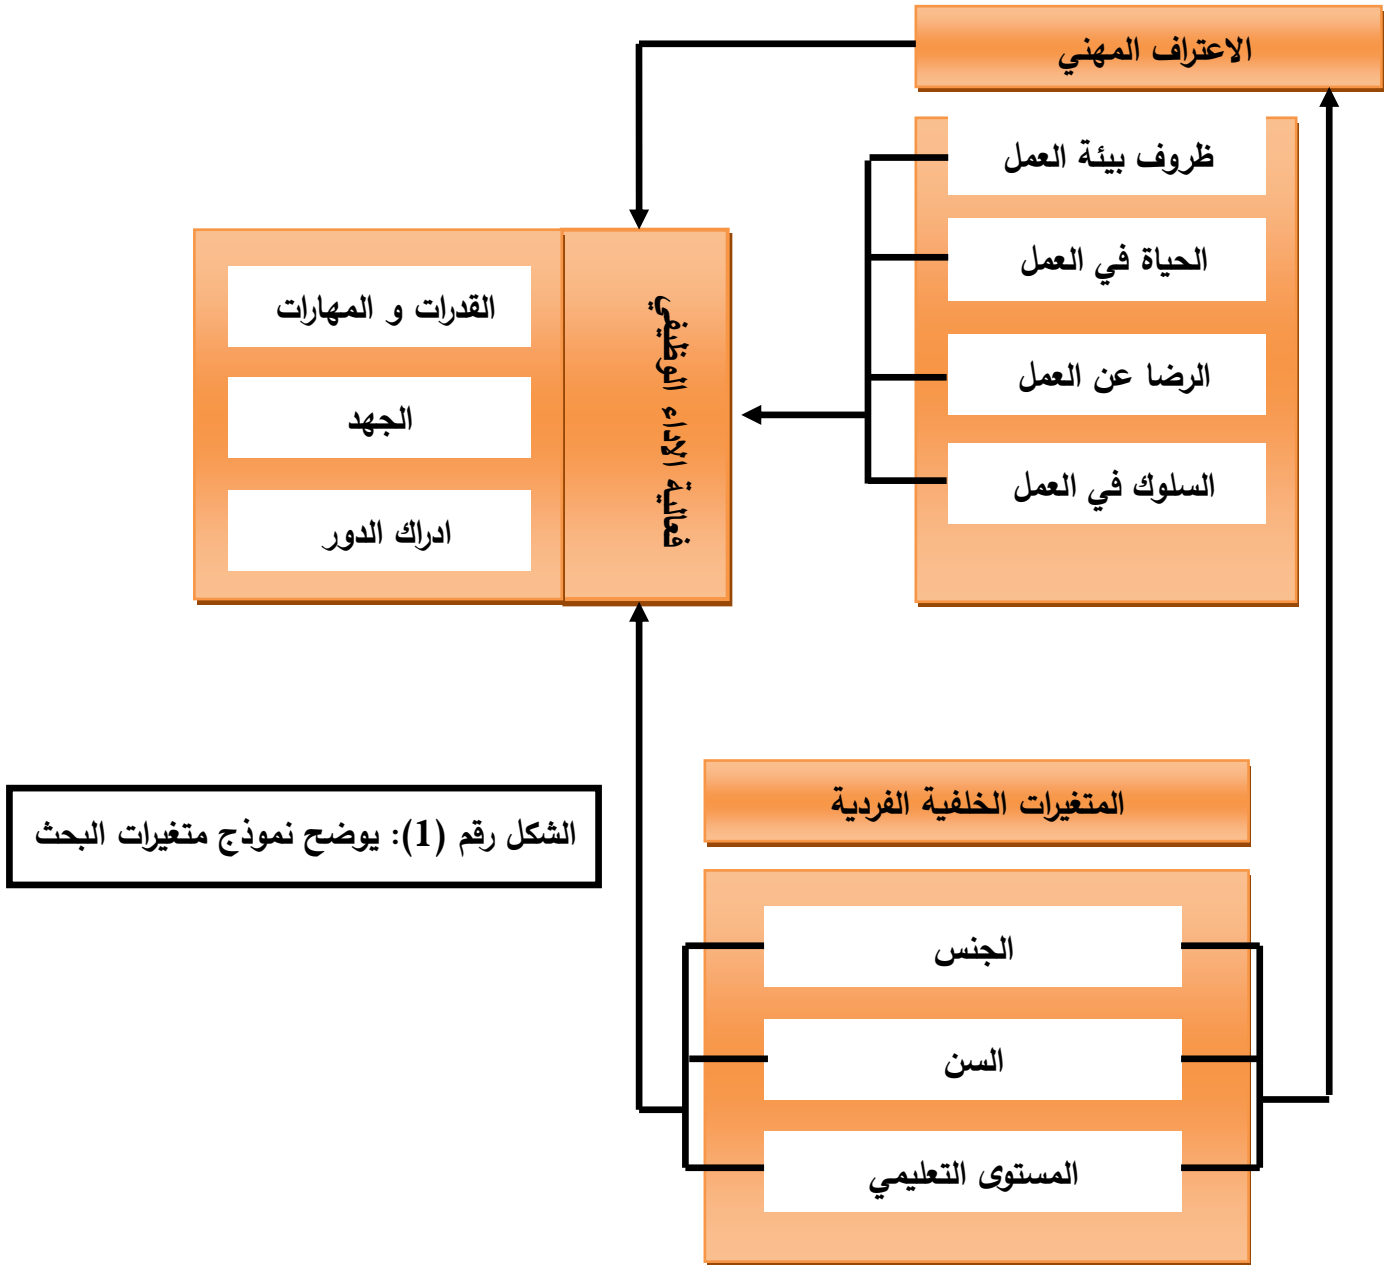 الاعتراف المهني
ظروف بيئة العمل
الحياة في العمل
الرضا عن العمل
السلوك في العمل
فعالية الاداء الوظيفي
القدرات و المهارات
الجهد
ادراك الدور
المتغيرات الخلفية الفردية
الجنس
السن
المستوى التعليمي
الشكل رقم (1): يوضح نموذج متغيرات البحث